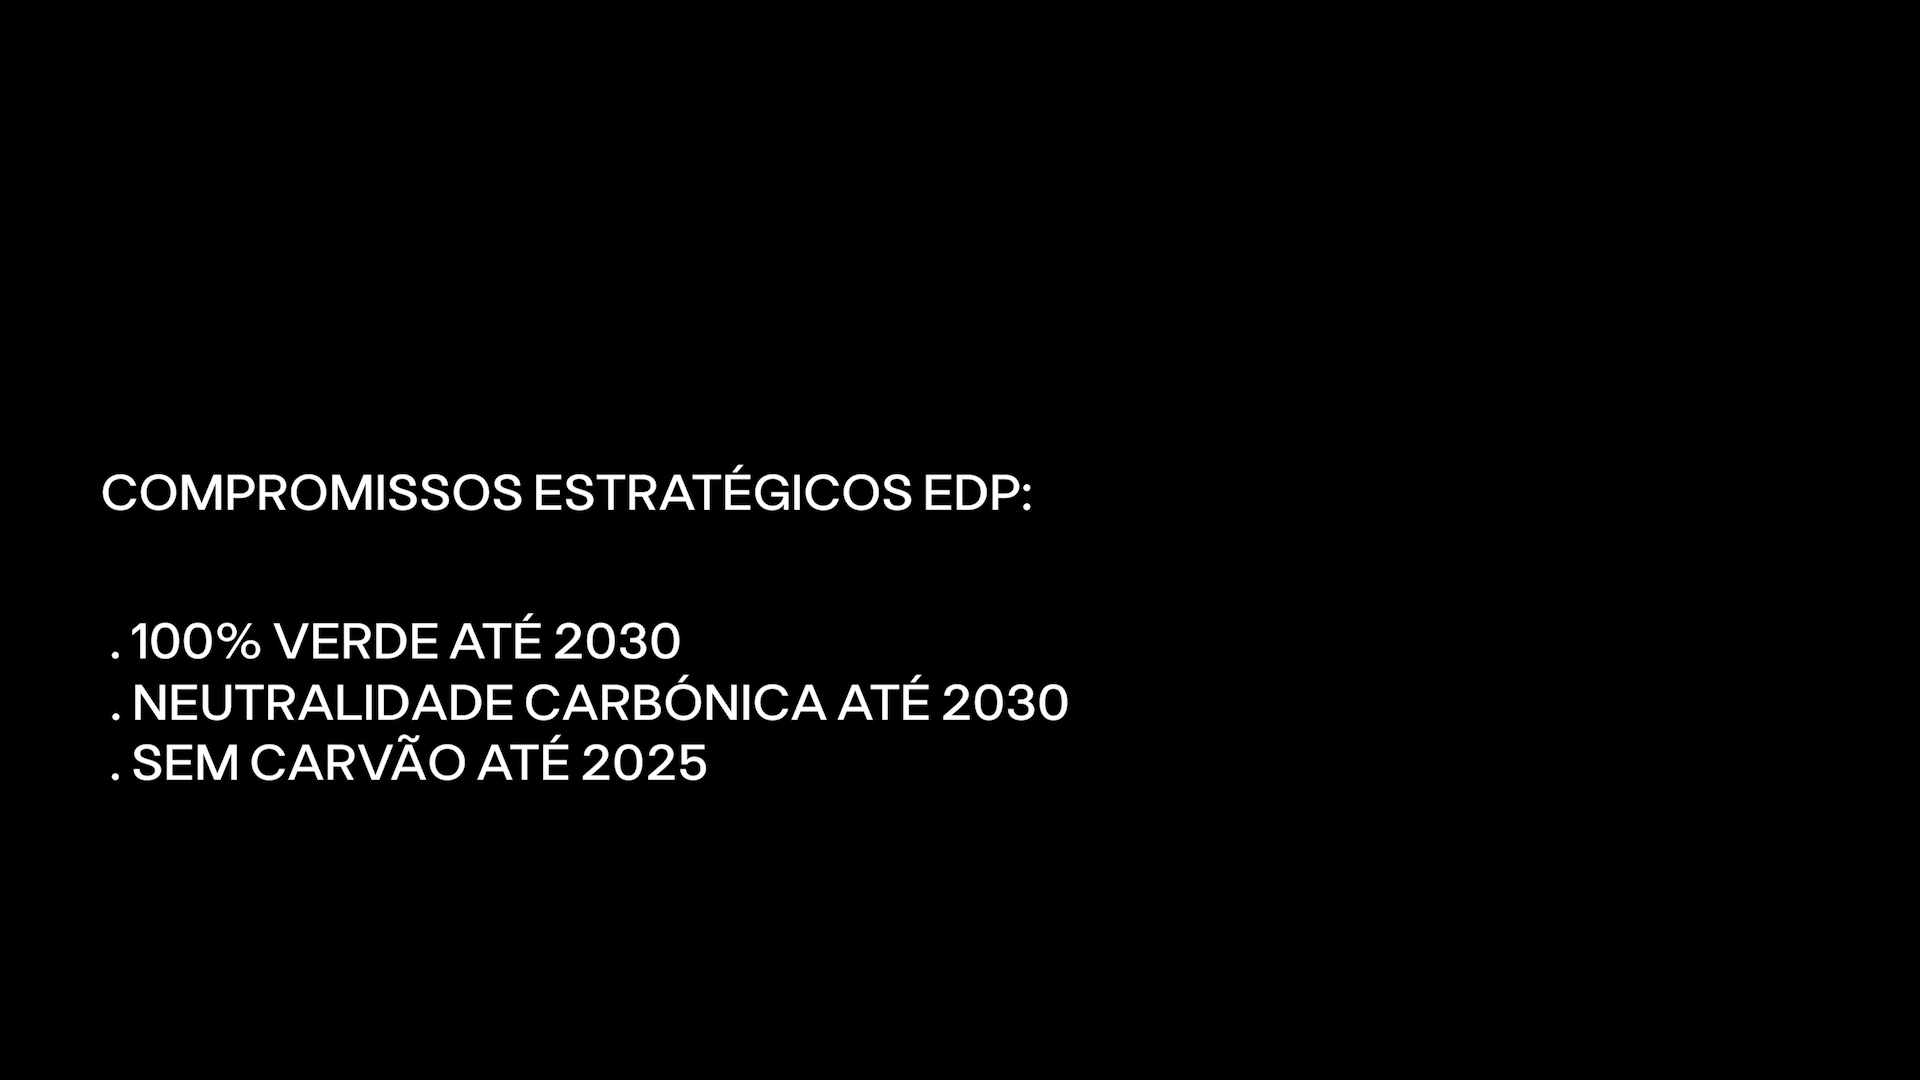 COMPROMISSOS ESTRATÉGICOS EDP:
. 100% VERDE ATÉ 2030
. NEUTRALIDADE CARBÓNICA ATÉ 2030
. SEM CARVÃO ATÉ 2025